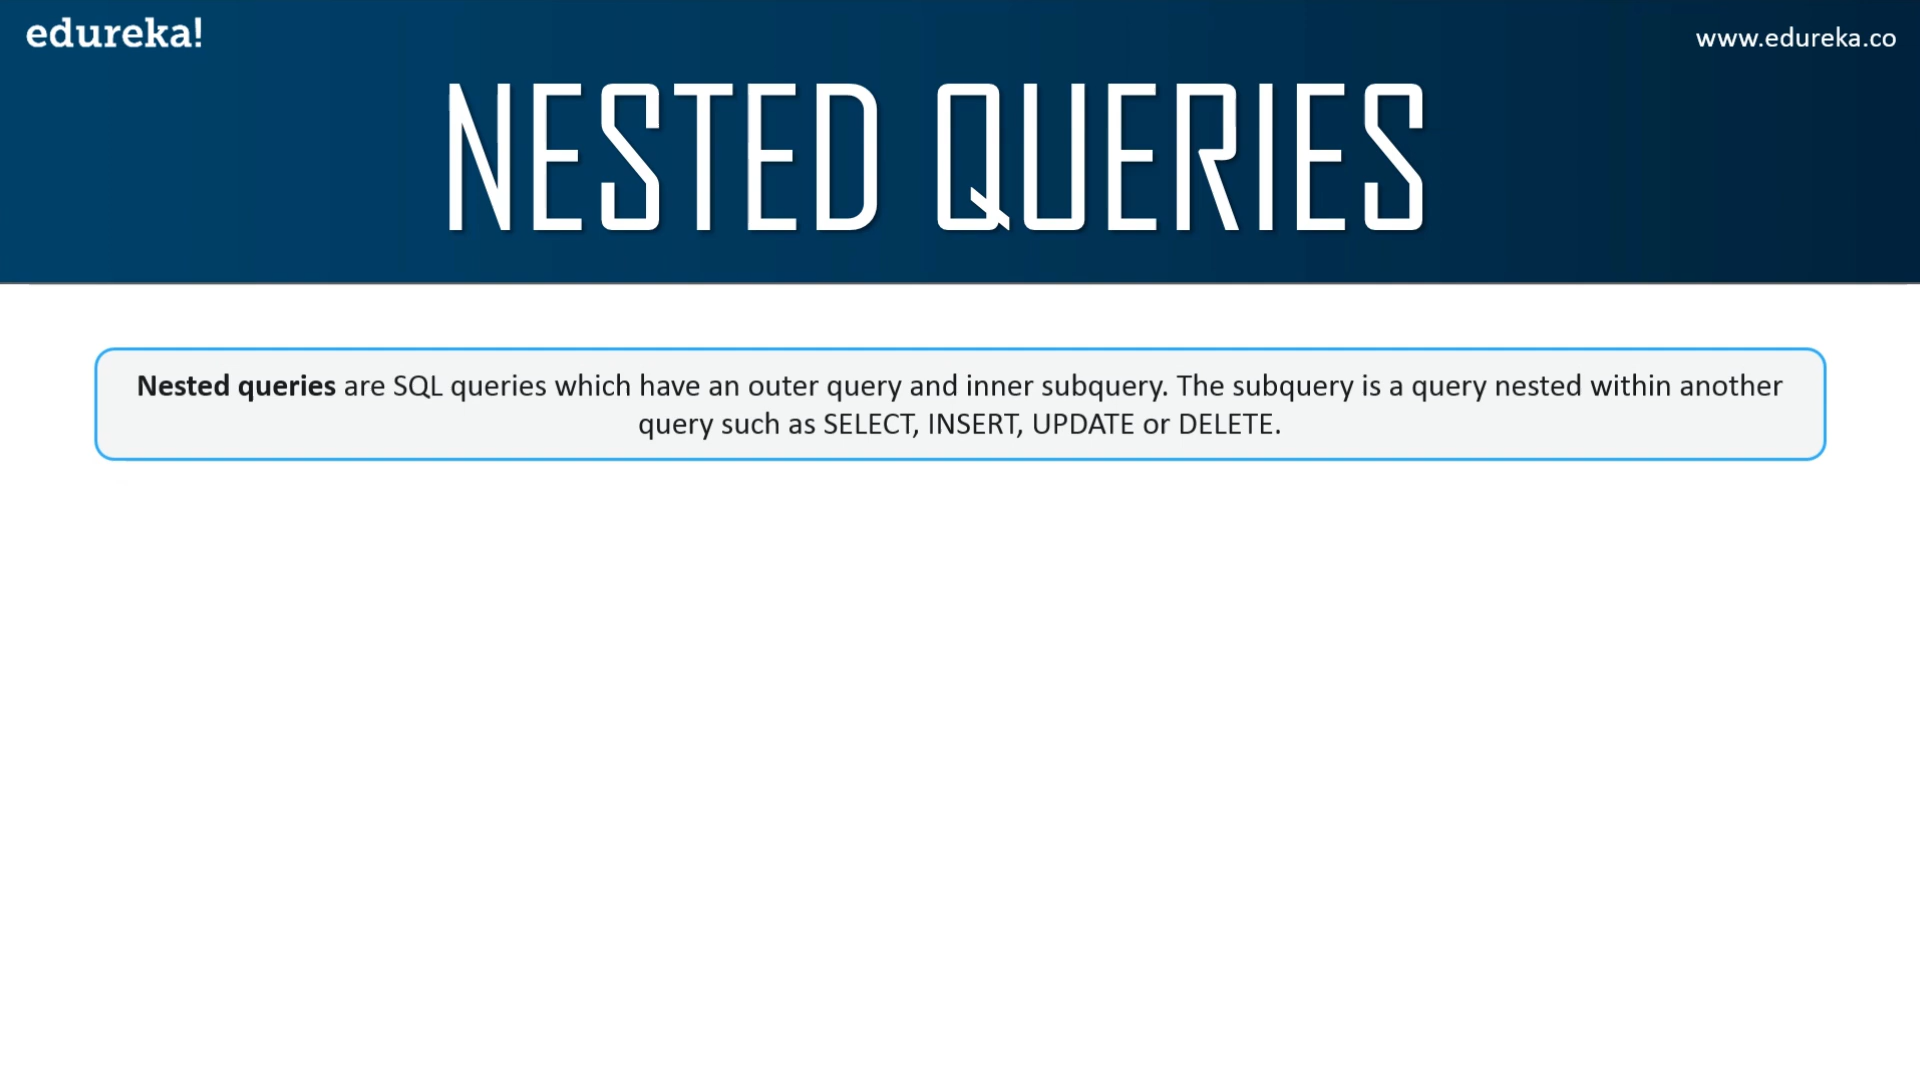 edureka!
www.edureka.co
NESTED QUERIES
Nested queries are SQL queries which have an outer query and inner subquery. The subquery is a query nested within another
query such as SELECT, INSERT, UPDATE or DELETE.